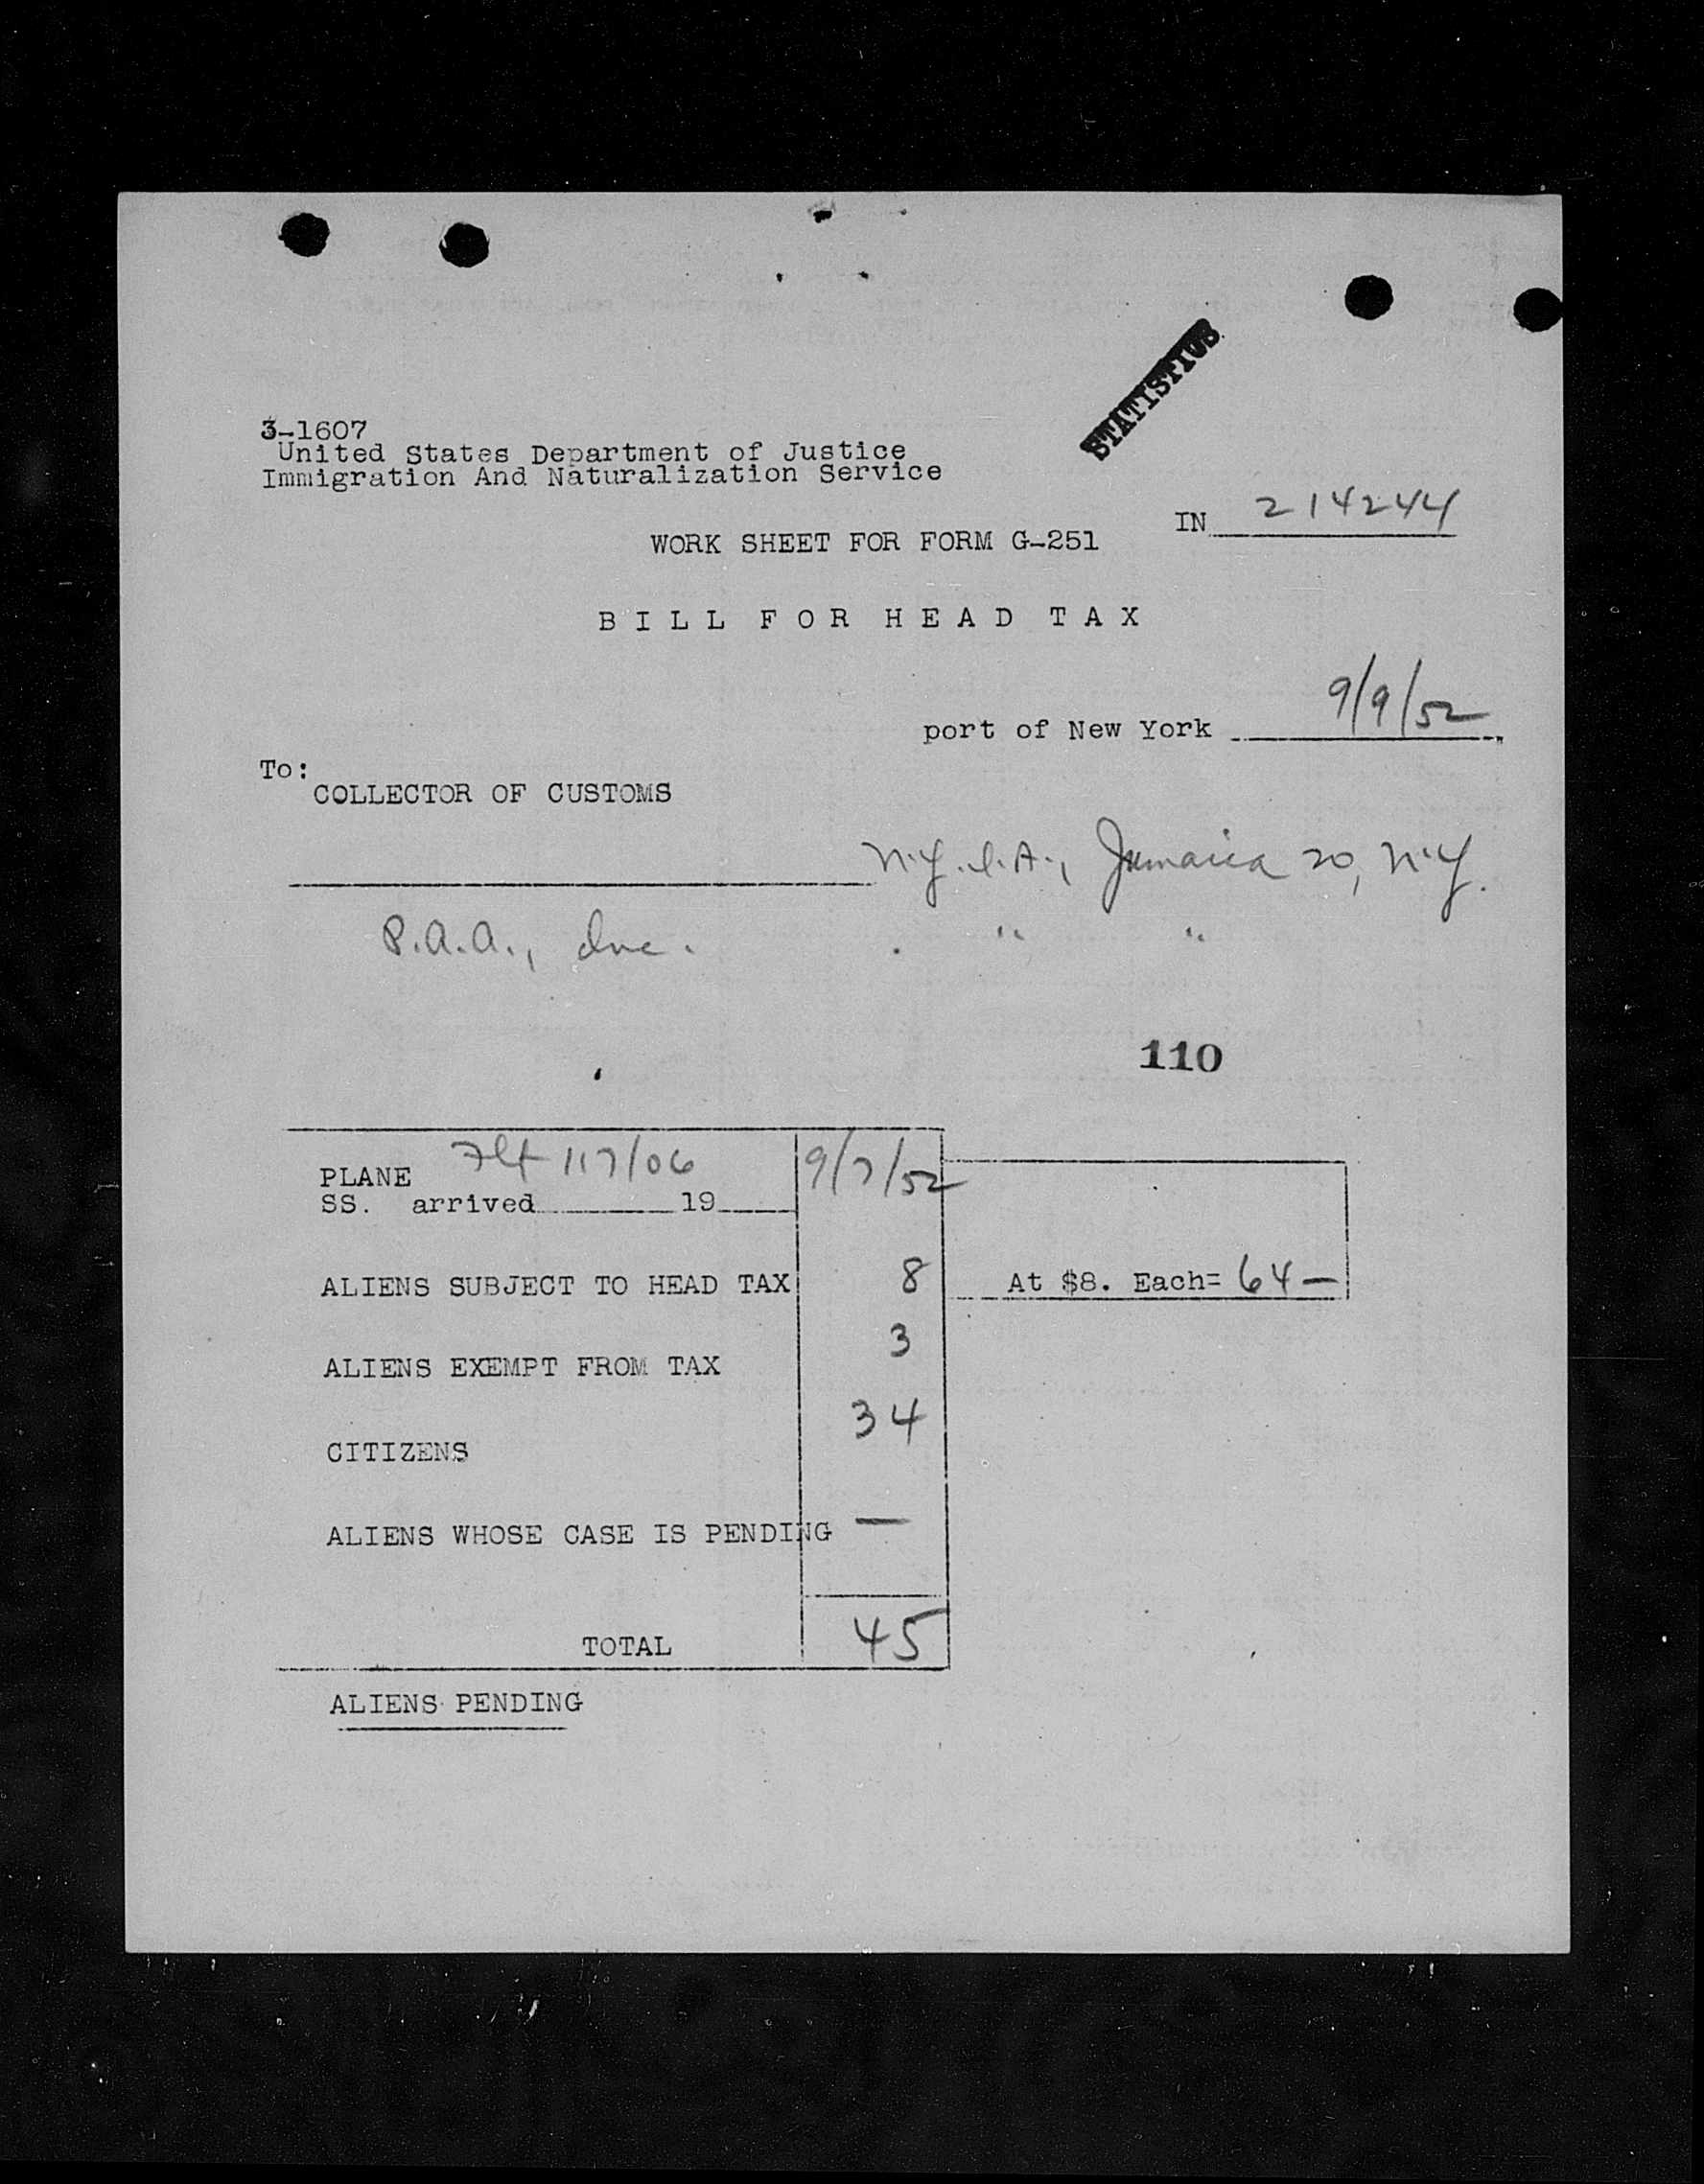 STATISTICS
3-1607
United States Department of Justice
Immigration And Naturalization Service
IN 214244
WORK SHEET FOR FORM G-251
BILL FOR HEAD TAX
port of New York 9/9/52
To:
COLLECTOR OF CUSTOMS
N.Y.I.A., Jamaica 20, N.Y.
P.A.A., Inc. " "
110
PLANE Flt 117/06 9/7/52
SS. arrived 19
ALIENS SUBJECT TO HEAD TAX 8 At $8. Each= 64 —
ALIENS EXEMPT FROM TAX 3
CITIZENS 34
ALIENS WHOSE CASE IS PENDING —
TOTAL 45
ALIENS PENDING